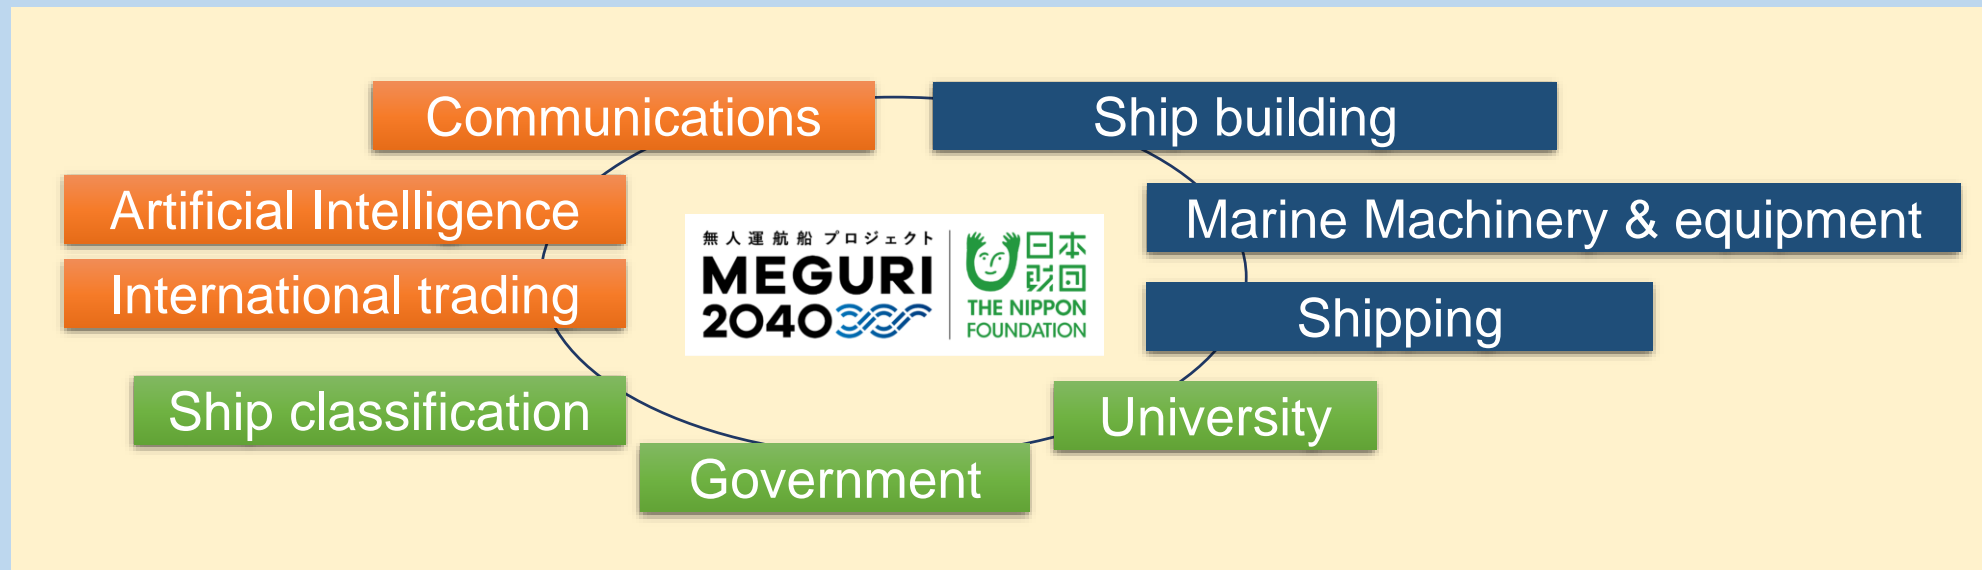 Communications
Ship building
Artificial Intelligence
Marine Machinery & equipment
International trading
Shipping
無人運航船 プロジェクト
MEGURI
2040
日本
財団
THE NIPPON
FOUNDATION
Ship classification
University
Government